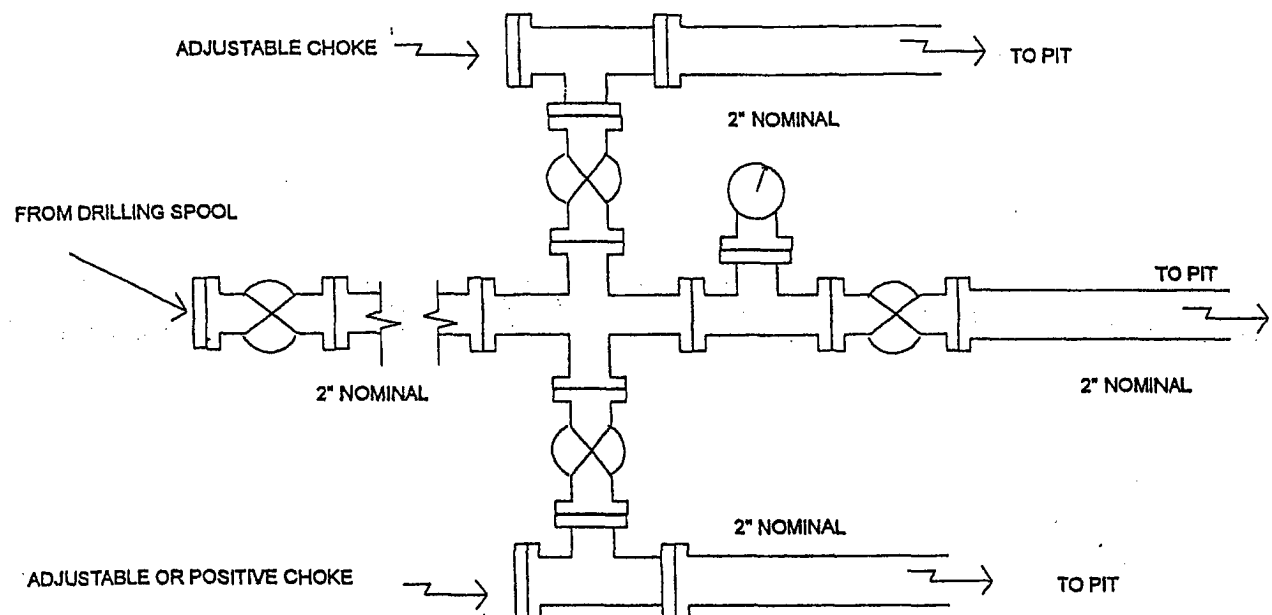 ADJUSTABLE CHOKE
TO PIT
2" NOMINAL
FROM DRILLING SPOOL
TO PIT
2" NOMINAL
2" NOMINAL
2" NOMINAL
ADJUSTABLE OR POSITIVE CHOKE
TO PIT